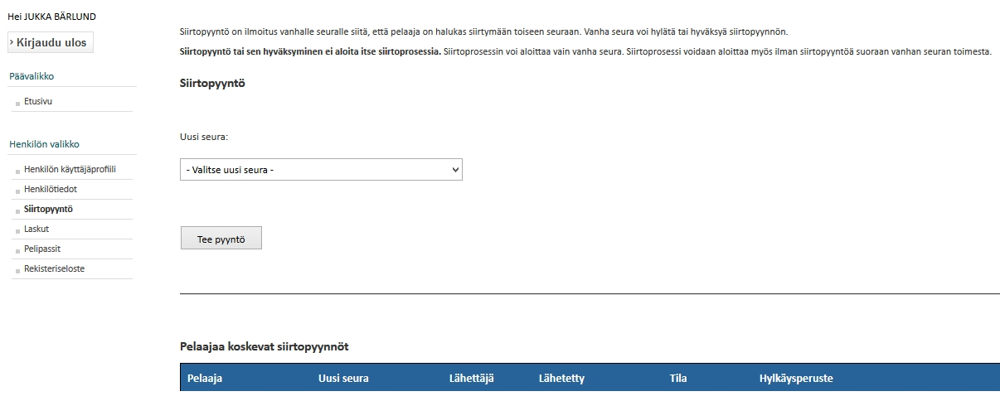 Hei JUKKA BÄRLUND
› Kirjaudu ulos
Päävalikko
Etusivu
Henkilön valikko
Henkilön käyttäjäprofiili
Henkilötiedot
Siirtopyyntö
Laskut
Pelipassit
Rekisteriseloste
Siirtopyyntö on ilmoitus vanhalle seuralle siitä, että pelaaja on halukas siirtymään toiseen seuraan. Vanha seura voi hylätä tai hyväksyä siirtopyynnön.
Siirtopyyntö tai sen hyväksyminen ei aloita itse siirtoprosessia. Siirtoprosessin voi aloittaa vain vanha seura. Siirtoprosessi voidaan aloittaa myös ilman siirtopyyntöä suoraan vanhan seuran toimesta.
Siirtopyyntö
Uusi seura:
- Valitse uusi seura -
Tee pyyntö
Pelaajaa koskevat siirtopyynnöt
Pelaaja Uusi seura Lähettäjä Lähetetty Tila Hylkäysperuste